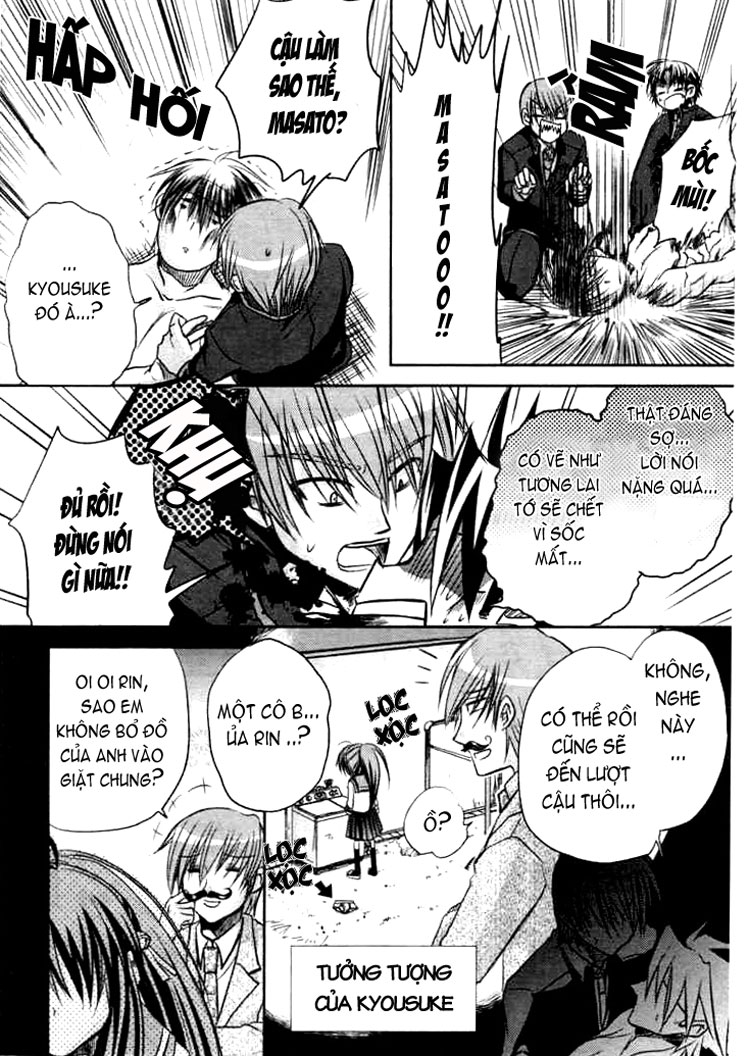 RẦM
BỐC
MÙI!
MASATOOO!!
CẬU LÀM
SAO THẾ,
MASATO?
HẤP HỐI
...
KYOUSUKE
ĐÓ À...?
THẬT ĐÁNG
SỢ...
LỜI NÓI
NẶNG QUÁ...
CÓ VẼ NHƯ
TƯƠNG LAI
TỚ SẼ CHẾT
VÌ SỐC
MẤT...
KHỤ
ĐỦ RỒI!
ĐỪNG NÓI
GÌ NỮA!!
KHÔNG,
NGHE
NÀY
...
CÓ THỂ RỒI
CŨNG SẼ
ĐẾN LƯỢT
CẬU THÔI...
LỌC
XỌC
Ồ?
MỘT CÔ B...
ỦA RIN ..?
LỌC
XỌC
TƯỞNG TƯỢNG
CỦA KYOUSUKE
OI OI RIN,
SAO EM
KHÔNG BỔ ĐỒ
CỦA ANH VÀO
GIẶT CHUNG?